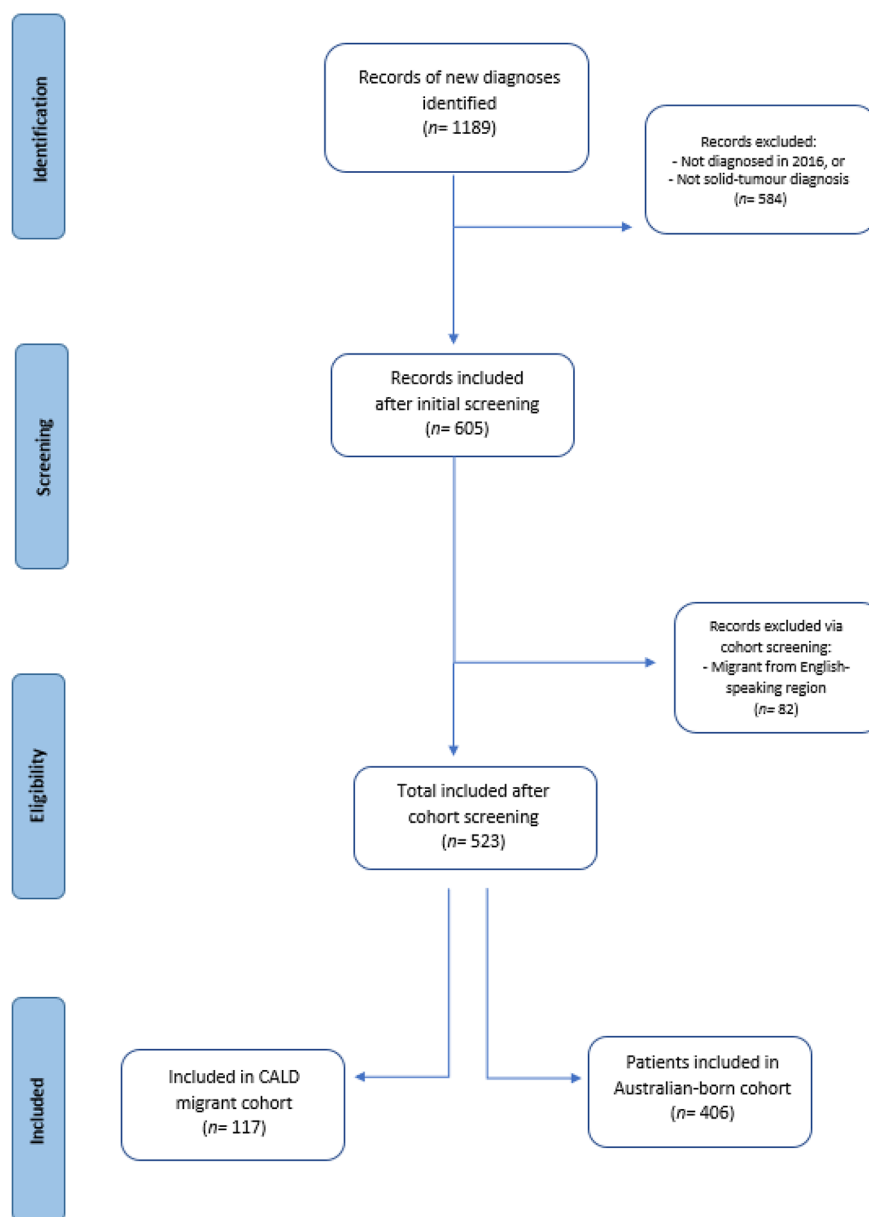 Identification
Records of new diagnoses
identified
(n= 1189)
Records excluded:
- Not diagnosed in 2016, or
- Not solid-tumour diagnosis
(n= 584)
Screening
Records included
after initial screening
(n= 605)
Records excluded via
cohort screening:
- Migrant from English-
speaking region
(n= 82)
Eligibility
Total included after
cohort screening
(n= 523)
Included
Included in CALD
migrant cohort
(n= 117)
Patients included in
Australian-born cohort
(n= 406)